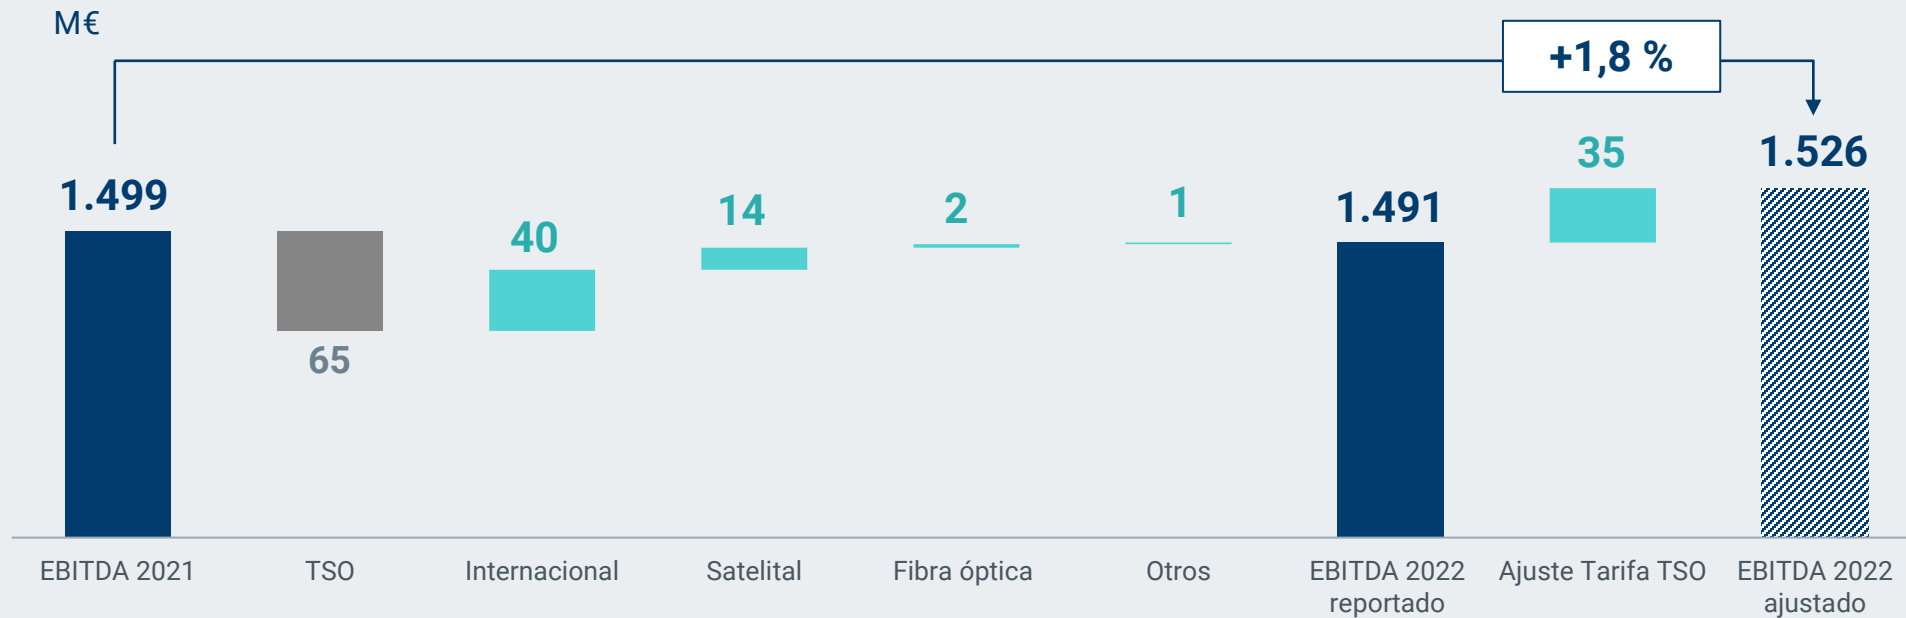 M€
+1,8 %
1.499
65
40
14
2
1
1.491
35
1.526
EBITDA 2021
TSO
Internacional
Satelital
Fibra óptica
Otros
EBITDA 2022
reportado
Ajuste Tarifa TSO
EBITDA 2022
ajustado